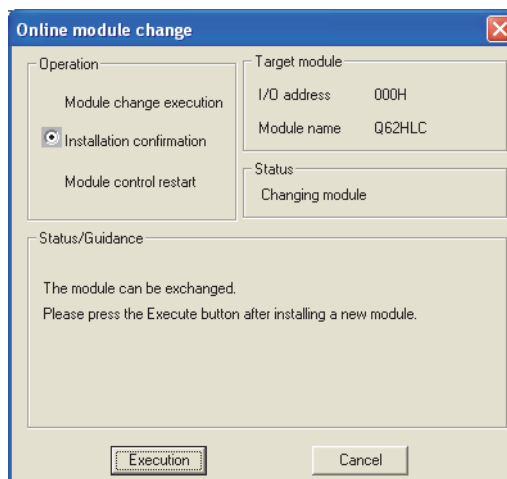 Online module change
Operation
Module change execution
Installation confirmation
Module control restart
Target module
I/O address 000H
Module name Q62HLC
Status
Changing module
Status/Guidance
The module can be exchanged.
Please press the Execute button after installing a new module.
Execution Cancel